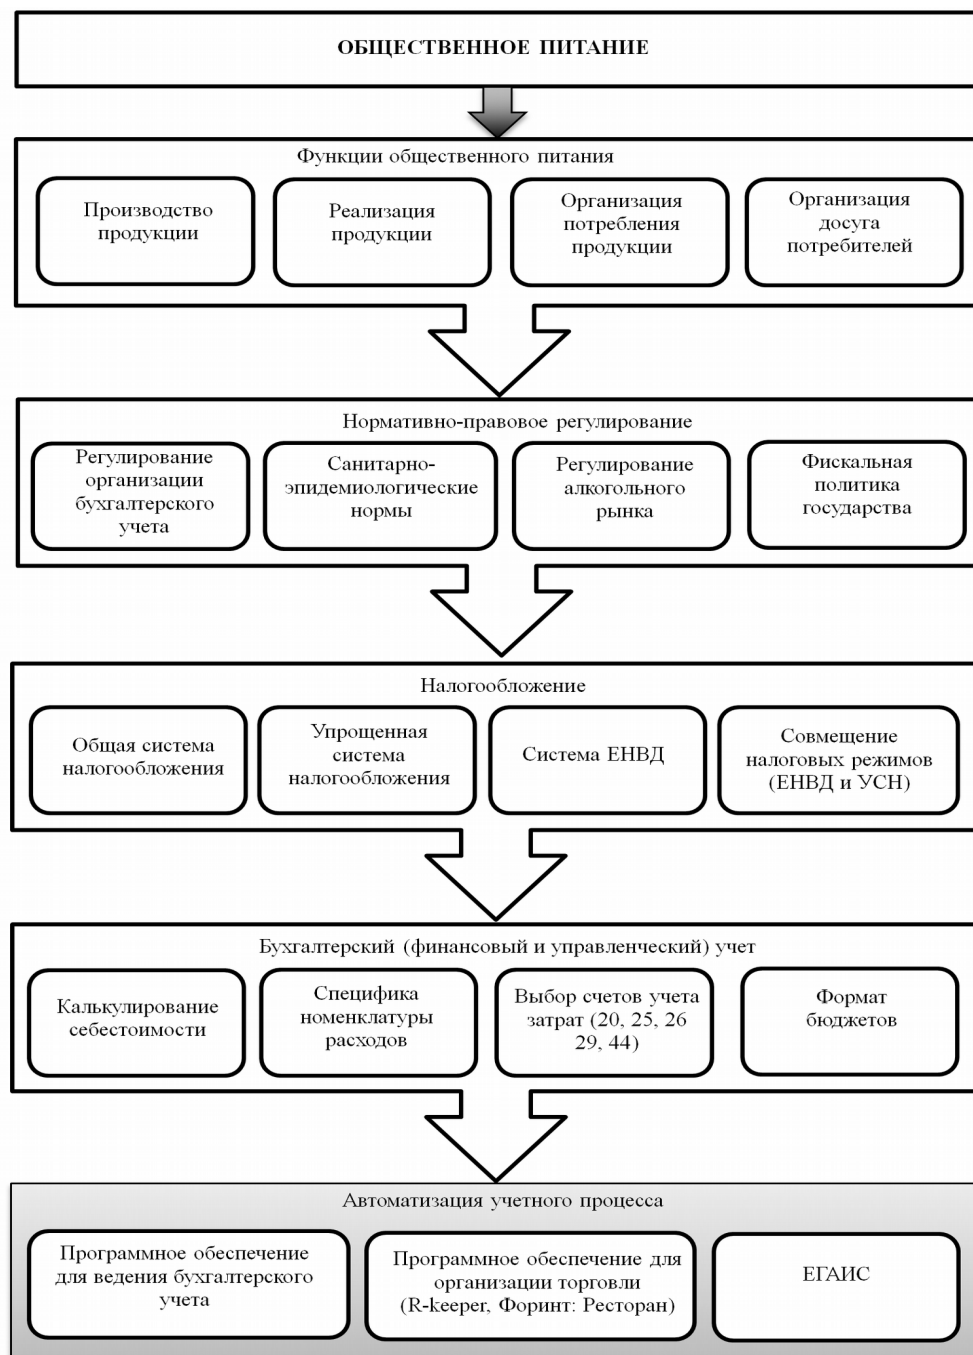 ОБЩЕСТВЕННОЕ ПИТАНИЕ
Функции общественного питания
Производство
продукции
Реализация
продукции
Организация
потребления
продукции
Организация
досуга
потребителей
Нормативно-правовое регулирование
Регулирование
организации
бухгалтерского
учета
Санитарно-
эпидемиологические
нормы
Регулирование
алкогольного
рынка
Фискальная
политика
государства
Налогообложение
Общая система
налогообложения
Упрощенная
система
налогообложения
Система ЕНВД
Совмещение
налоговых режимов
(ЕНВД и УСН)
Бухгалтерский (финансовый и управленческий) учет
Калькулирование
себестоимости
Специфика
номенклатуры
расходов
Выбор счетов учета
затрат (20, 25, 26
29, 44)
Формат
бюджетов
Автоматизация учетного процесса
Программное обеспечение
для ведения бухгалтерского
учета
Программное обеспечение для
организации торговли
(R-keeper, Форинт: Ресторан)
ЕГАИС